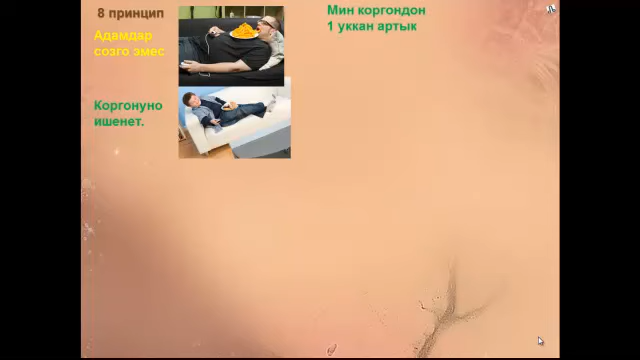 8 принцип
Адамдар
созго эмес
Коргонуно
ишенет.
Мин коргондон
1 уккан артык